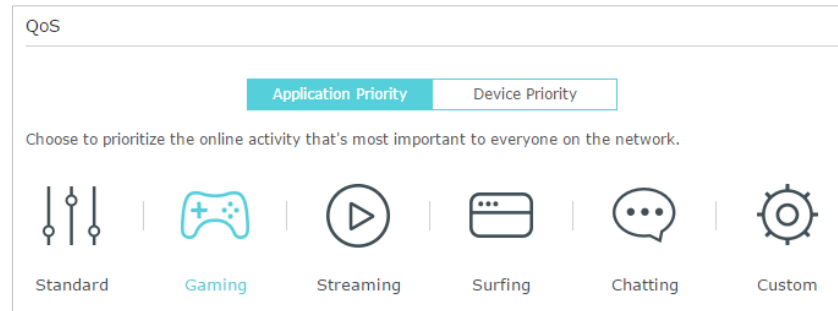 QoS
Application Priority Device Priority
Choose to prioritize the online activity that's most important to everyone on the network.
Standard Gaming Streaming Surfing Chatting Custom